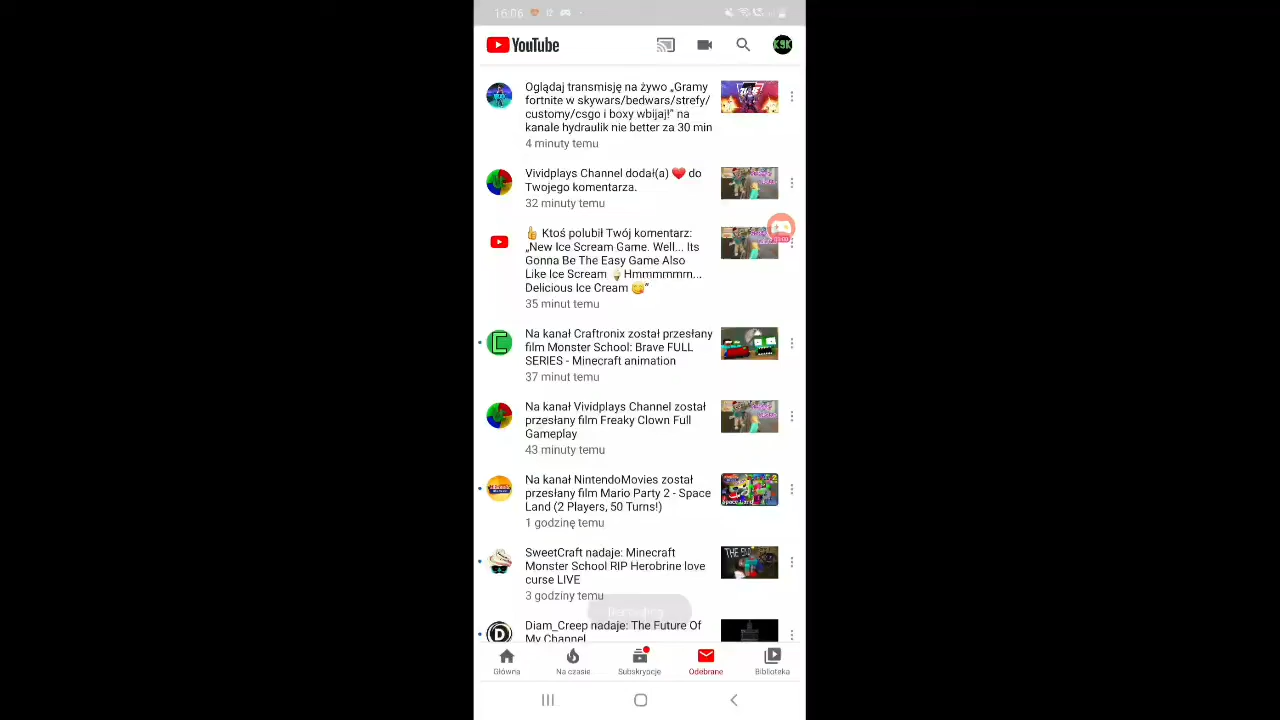 16:06
YouTube
K9K
Oglądaj transmisję na żywo „Gramy
fortnite w skywars/bedwars/strefy/
customy/csgo i boxy wbijaj!” na
kanale hydraulik nie better za 30 min
4 minuty temu
Vividplays Channel dodał(a) ❤️ do
Twojego komentarza.
32 minuty temu
👍 Ktoś polubił Twój komentarz:
„New Ice Scream Game. Well... Its
Gonna Be The Easy Game Also
Like Ice Scream 🍦Hmmmmmm...
Delicious Ice Cream 😋”
35 minut temu
Na kanał Craftronix został przesłany
film Monster School: Brave FULL
SERIES - Minecraft animation
37 minut temu
Na kanał Vividplays Channel został
przesłany film Freaky Clown Full
Gameplay
43 minuty temu
Na kanał NintendoMovies został
przesłany film Mario Party 2 - Space
Land (2 Players, 50 Turns!)
Space Land
1 godzinę temu
SweetCraft nadaje: Minecraft
Monster School RIP Herobrine love
curse LIVE
THE END
3 godziny temu
Diam_Creep nadaje: The Future Of
My Channel
Główna
Na czasie
Subskrypcje
Odebrane
Biblioteka